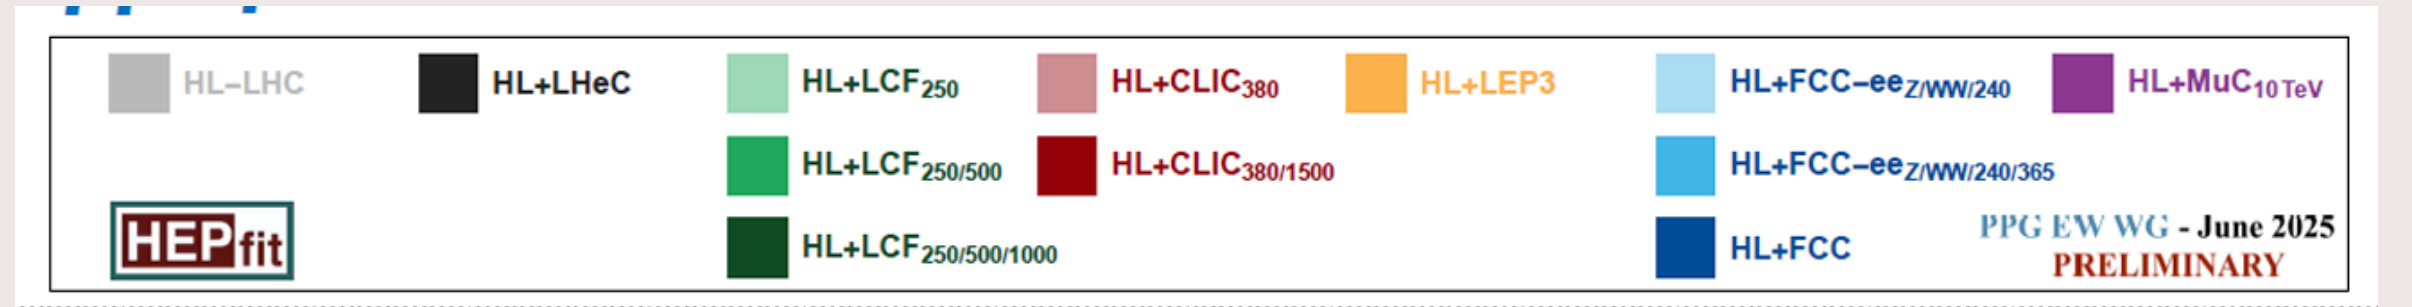 HL–LHC HL+LHeC HL+LCF250 HL+CLIC380 HL+LEP3 HL+FCC–eeZ/WW/240 HL+MuC10 TeV
HL+LCF250/500 HL+CLIC380/1500 HL+FCC–eeZ/WW/240/365
HEPfit HL+LCF250/500/1000 HL+FCC PPG EW WG - June 2025
PRELIMINARY